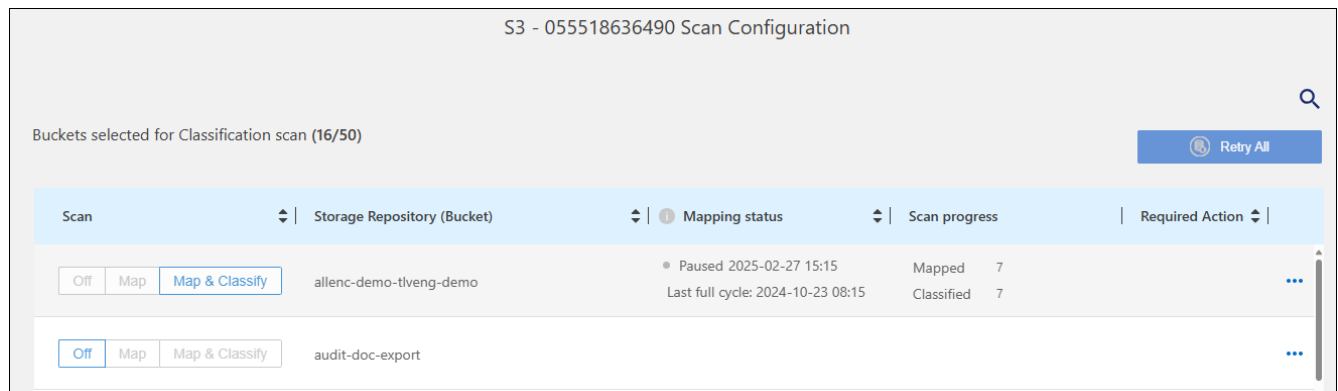 S3 - 055518636490 Scan Configuration
Buckets selected for Classification scan (16/50)
Retry All
Scan Storage Repository (Bucket) Mapping status Scan progress Required Action
Off Map Map & Classify allenc-demo-tlveng-demo Paused 2025-02-27 15:15 Mapped 7
Last full cycle: 2024-10-23 08:15 Classified 7
Off Map Map & Classify audit-doc-export